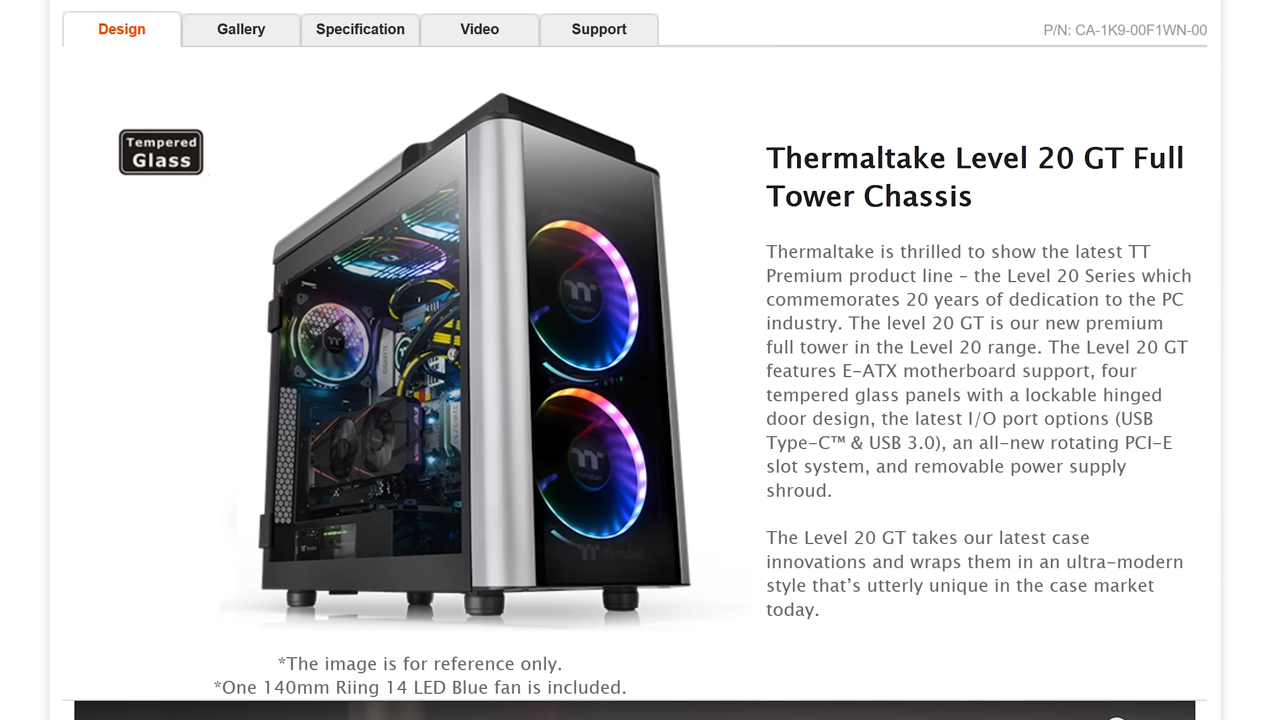 Design
Gallery
Specification
Video
Support
P/N: CA-1K9-00F1WN-00
Tempered
Glass
Thermaltake Level 20 GT Full
Tower Chassis
Thermaltake is thrilled to show the latest TT
Premium product line – the Level 20 Series which
commemorates 20 years of dedication to the PC
industry. The level 20 GT is our new premium
full tower in the Level 20 range. The Level 20 GT
features E-ATX motherboard support, four
tempered glass panels with a lockable hinged
door design, the latest I/O port options (USB
Type-C™ & USB 3.0), an all-new rotating PCI-E
slot system, and removable power supply
shroud.
The Level 20 GT takes our latest case
innovations and wraps them in an ultra-modern
style that’s utterly unique in the case market
today.
thermaltake
thermaltake
thermaltake
GIGABYTE
*The image is for reference only.
*One 140mm Riing 14 LED Blue fan is included.